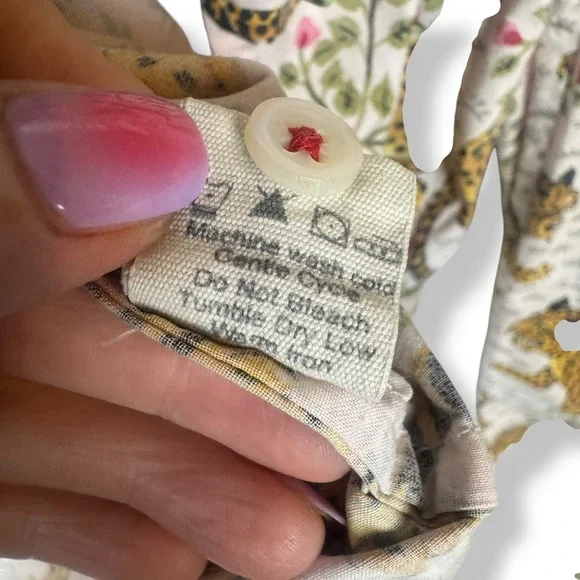 Machine wash cold
Gentle Cycle
Do Not Bleach
Tumble Dry Low
Warm Iron